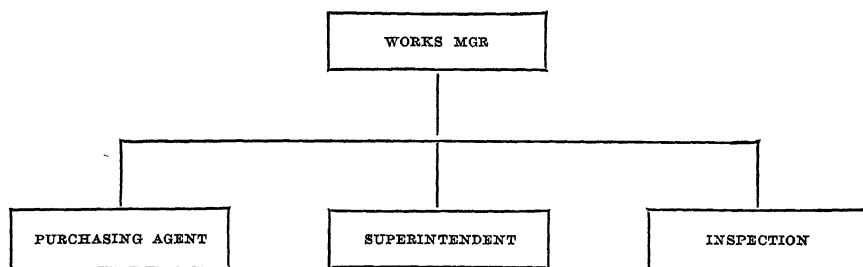 WORKS MGR
PURCHASING AGENT
SUPERINTENDENT
INSPECTION